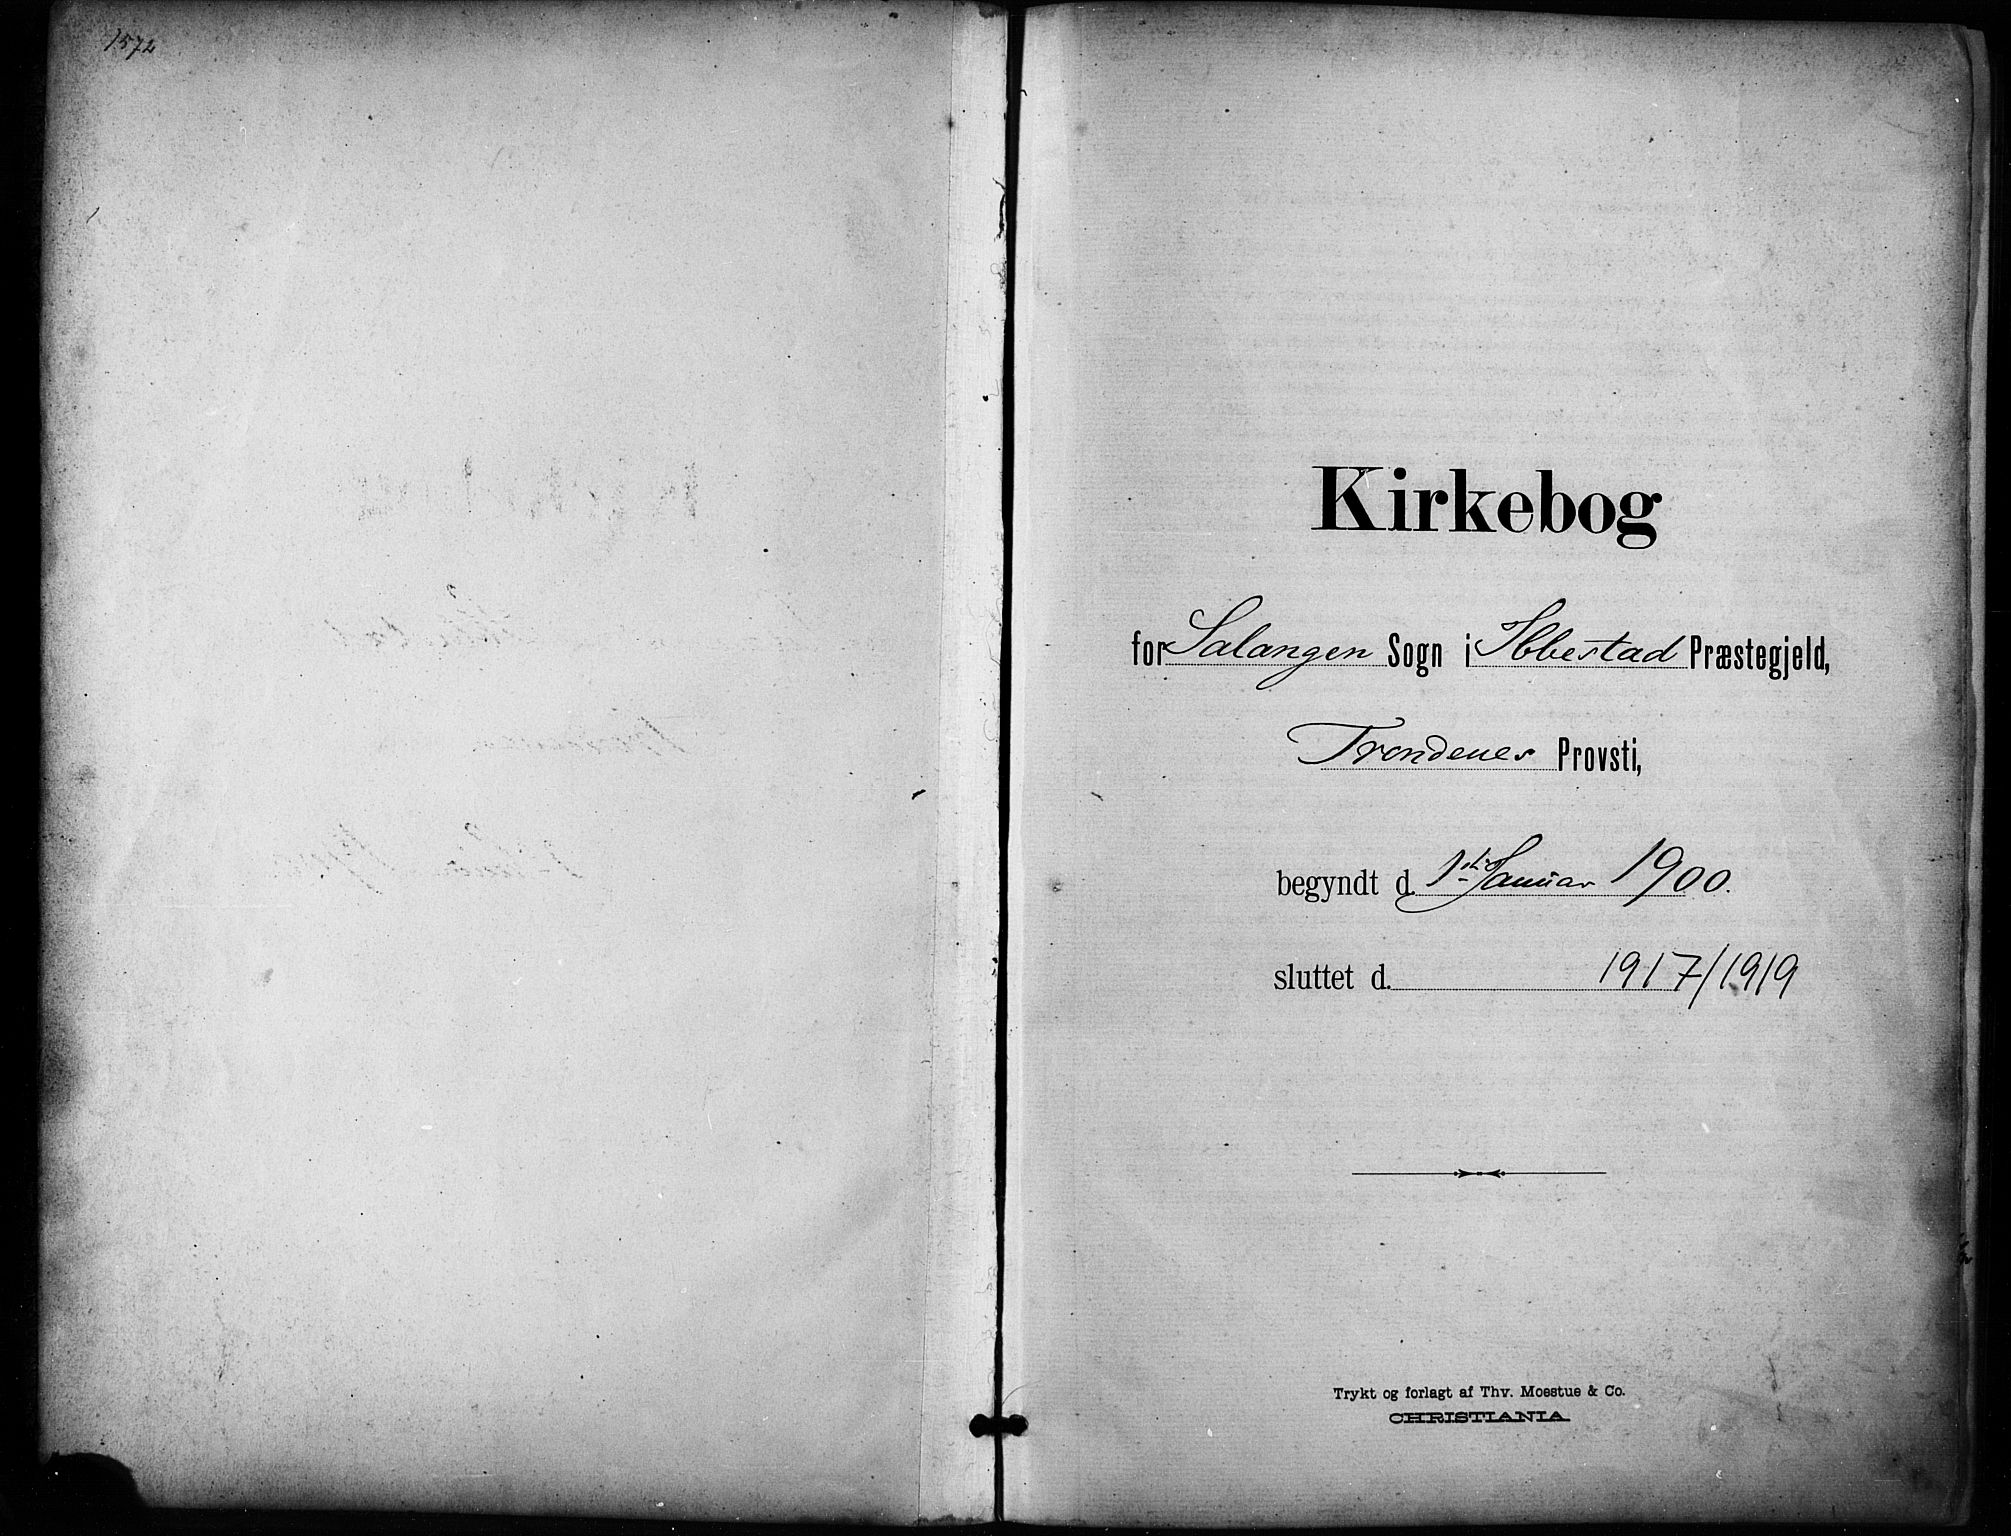 1572
Kirkebog
for Salangen Sogn i Ibbestad Præstegjeld,
Trondenes Provsti,
begyndt d. 1ste Januar 1900.
sluttet d. 1917/1919
Trykt og forlagt af Thv. Moestue & Co.
CHRISTIANIA